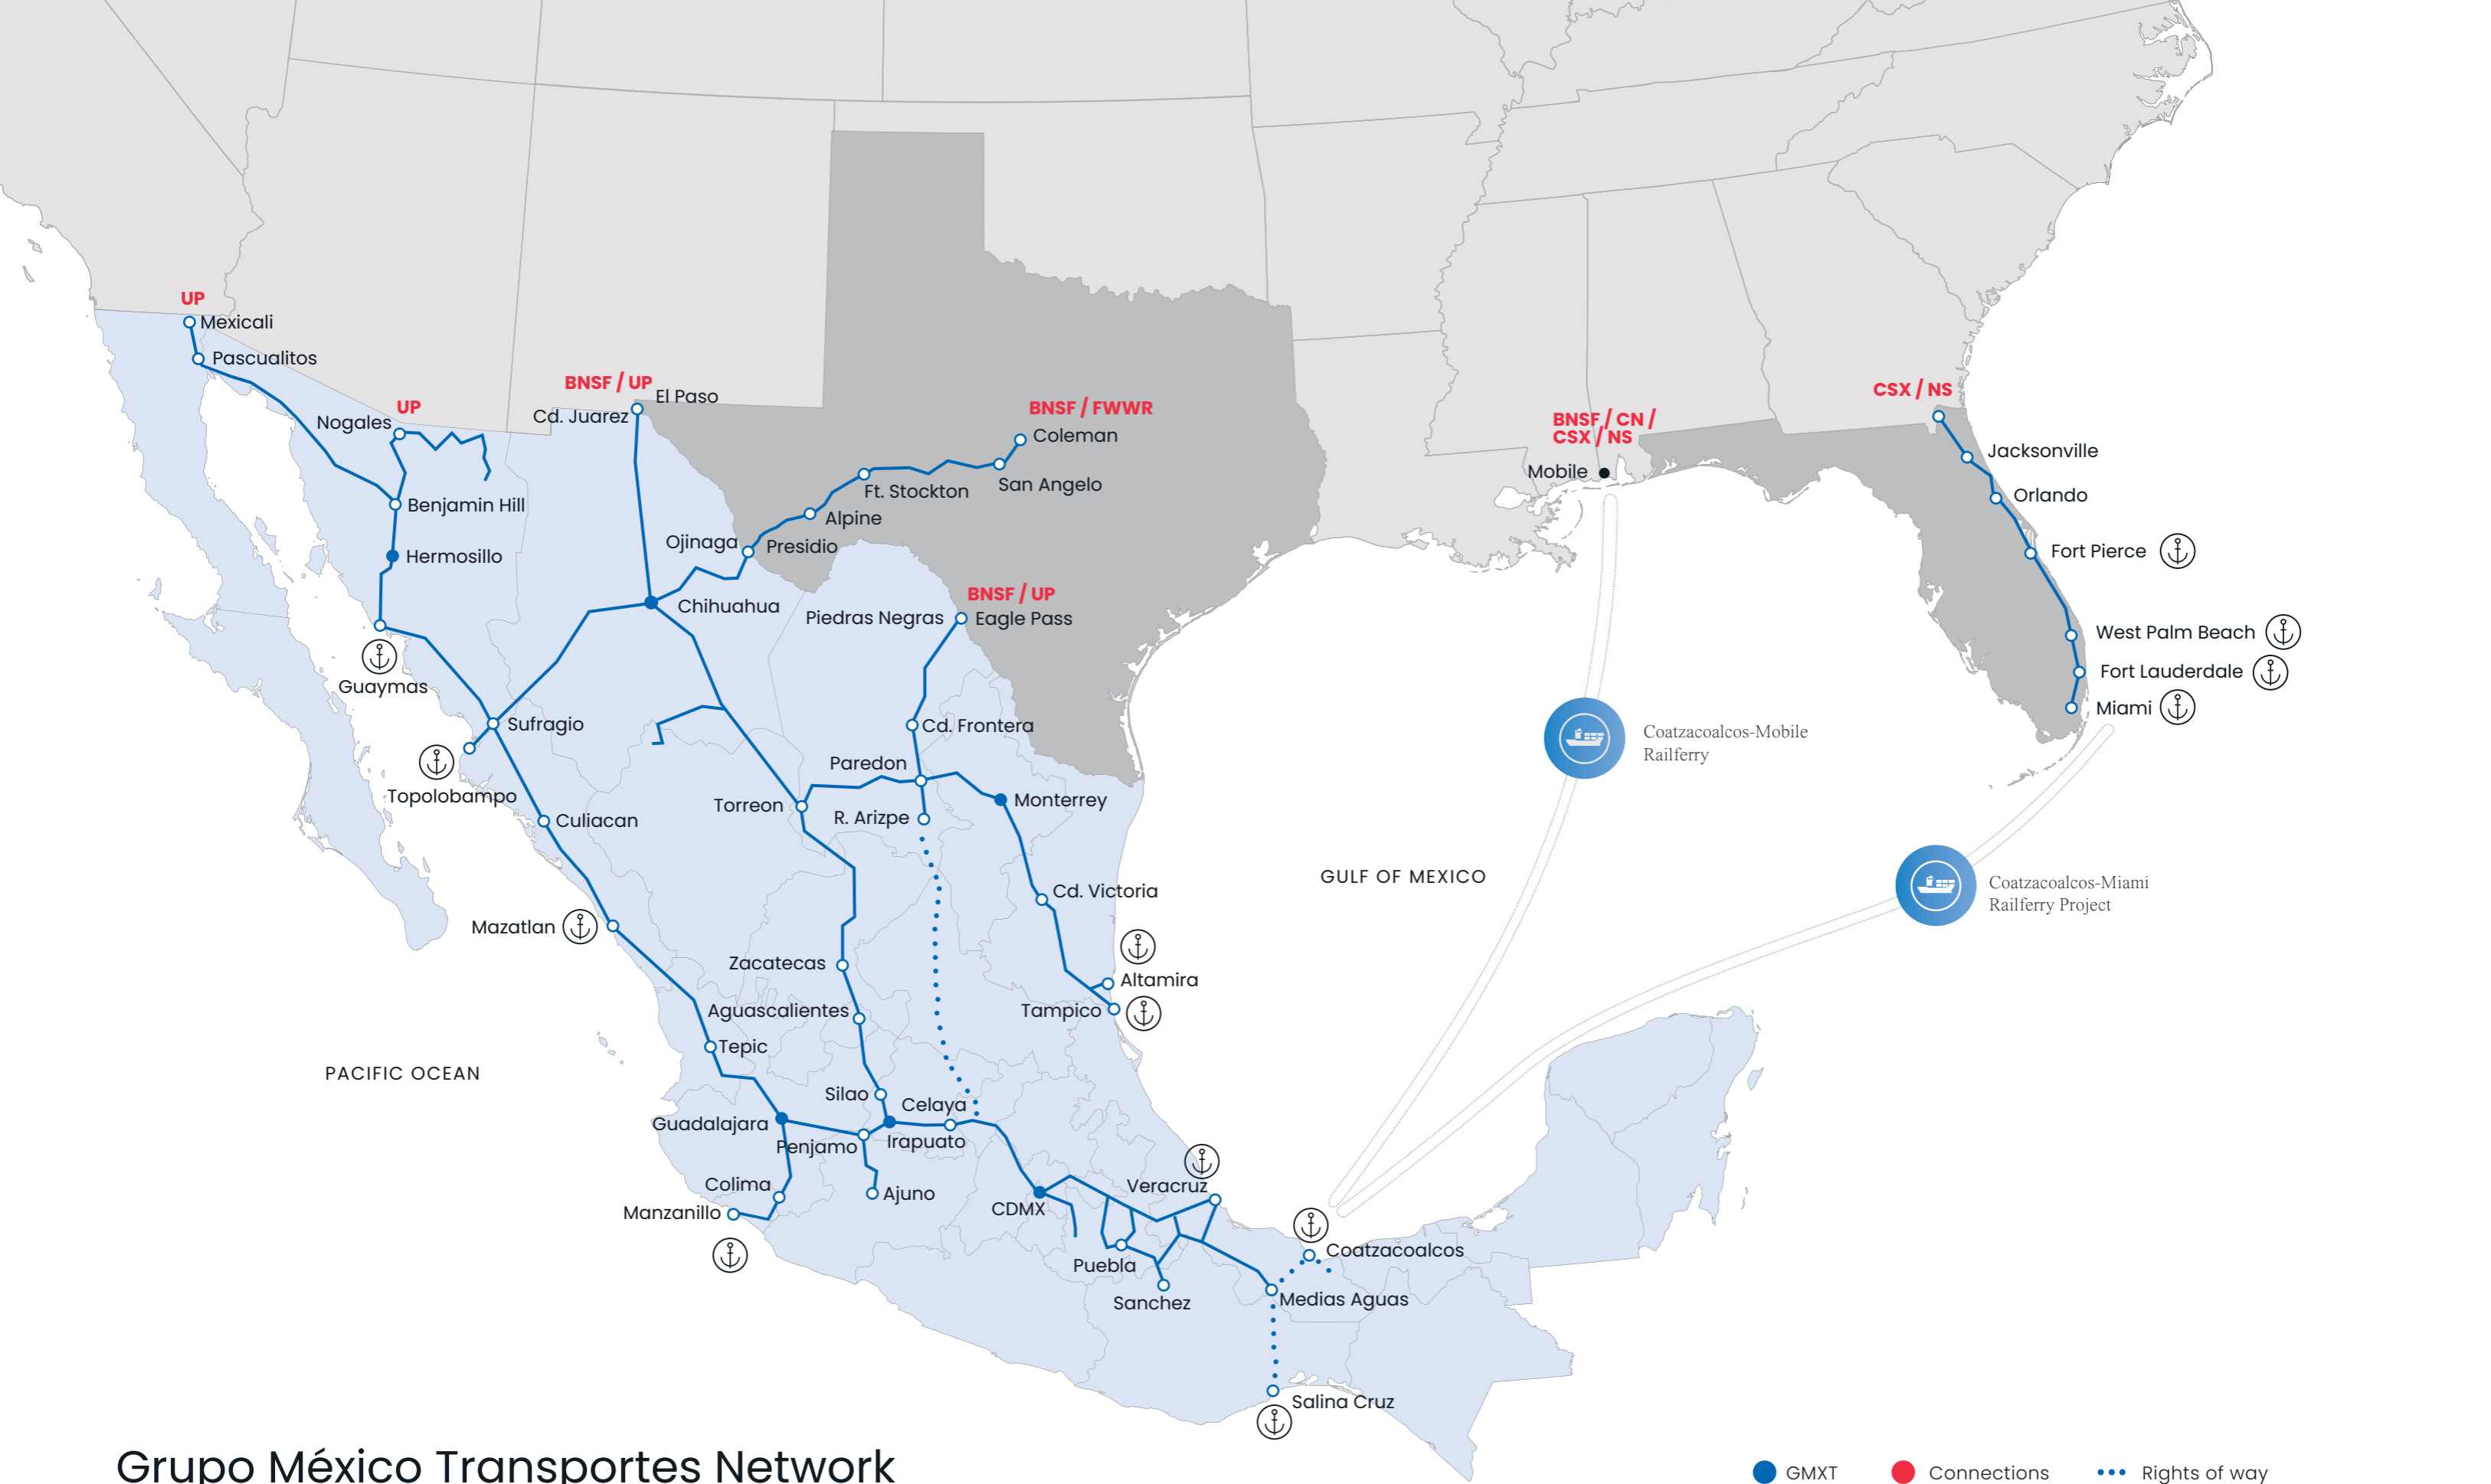 UP
Mexicali
Pascualitos
BNSF / UP
El Paso
Cd. Juarez
UP
Nogales
BNSF / FWWR
Coleman
CSX / NS
BNSF / CN /
CSX / NS
Mobile
Jacksonville
Ft. Stockton
San Angelo
Orlando
Benjamin Hill
Alpine
Ojinaga
Presidio
Hermosillo
Fort Pierce
BNSF / UP
Chihuahua
Piedras Negras
Eagle Pass
West Palm Beach
Guaymas
Fort Lauderdale
Miami
Sufragio
Cd. Frontera
Coatzacoalcos-Mobile
Railferry
Paredon
Topolobampo
Torreon
Monterrey
Culiacan
R. Arizpe
GULF OF MEXICO
Coatzacoalcos-Miami
Railferry Project
Cd. Victoria
Mazatlan
Zacatecas
Altamira
Aguascalientes
Tampico
Tepic
PACIFIC OCEAN
Silao
Celaya
Guadalajara
Irapuato
Penjamo
Colima
Ajuno
Veracruz
Manzanillo
CDMX
Coatzacoalcos
Puebla
Sanchez
Medias Aguas
Salina Cruz
Grupo México Transportes Network
GMXT
Connections
Rights of way